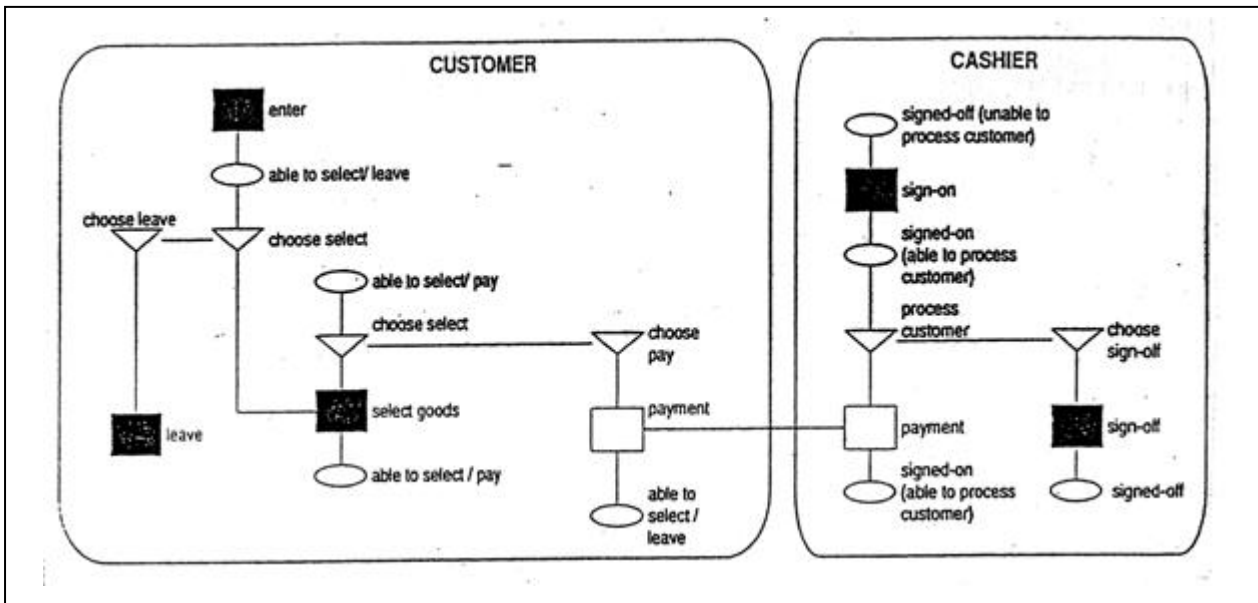 CUSTOMER
enter
able to select/ leave
choose leave
choose select
able to select/ pay
choose select
choose
pay
select goods
leave
payment
able to select / pay
able to
select /
leave
CASHIER
signed-off (unable to
process customer)
sign-on
signed-on
(able to process
customer)
process
customer
choose
sign-off
payment
sign-off
signed-on
(able to process
customer)
signed-off